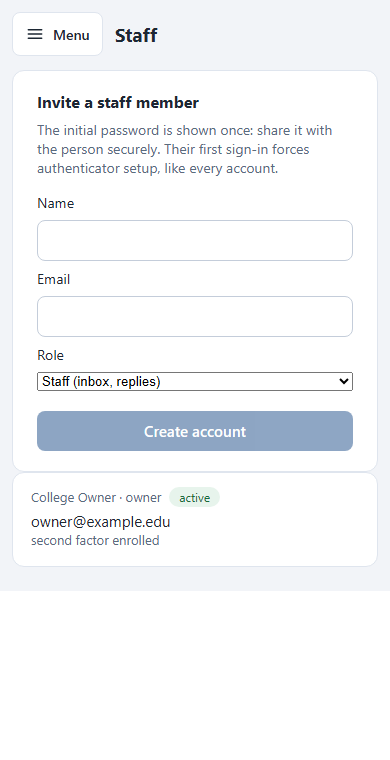 Menu
Staff
Invite a staff member
The initial password is shown once: share it with
the person securely. Their first sign-in forces
authenticator setup, like every account.
Name
Email
Role
Staff (inbox, replies)
Create account
College Owner · owner active
owner@example.edu
second factor enrolled